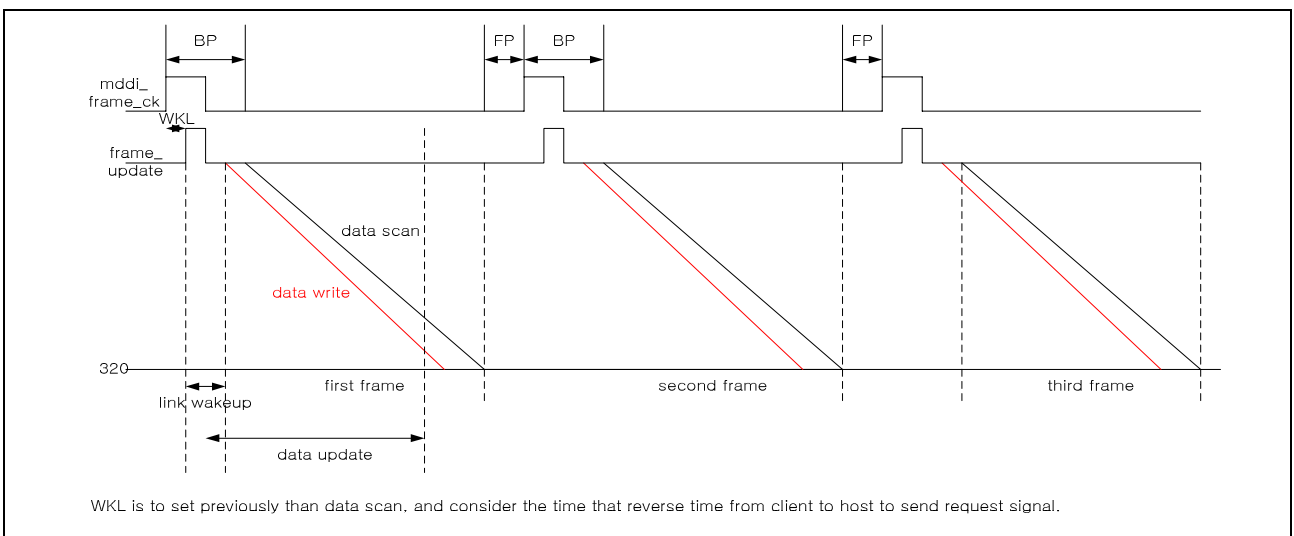 BP FP BP FP
mddi_
frame_ck
WKL
frame_
update
data scan
data write
320
first frame second frame third frame
link wakeup
data update
WKL is to set previously than data scan, and consider the time that reverse time from client to host to send request signal.